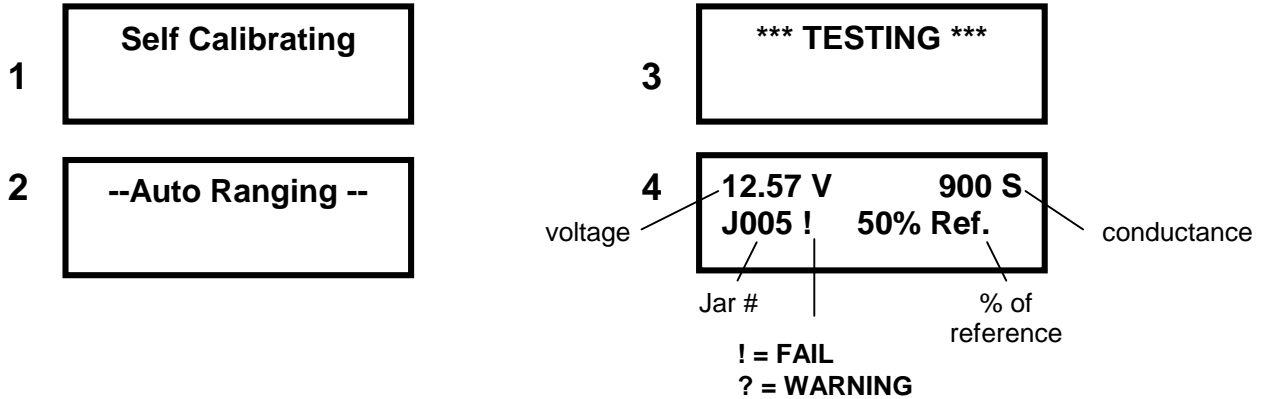 1
Self Calibrating
2
--Auto Ranging --
3
*** TESTING ***
4
12.57 V 900 S
J005 ! 50% Ref.
voltage
conductance
Jar #
% of
reference
! = FAIL
? = WARNING